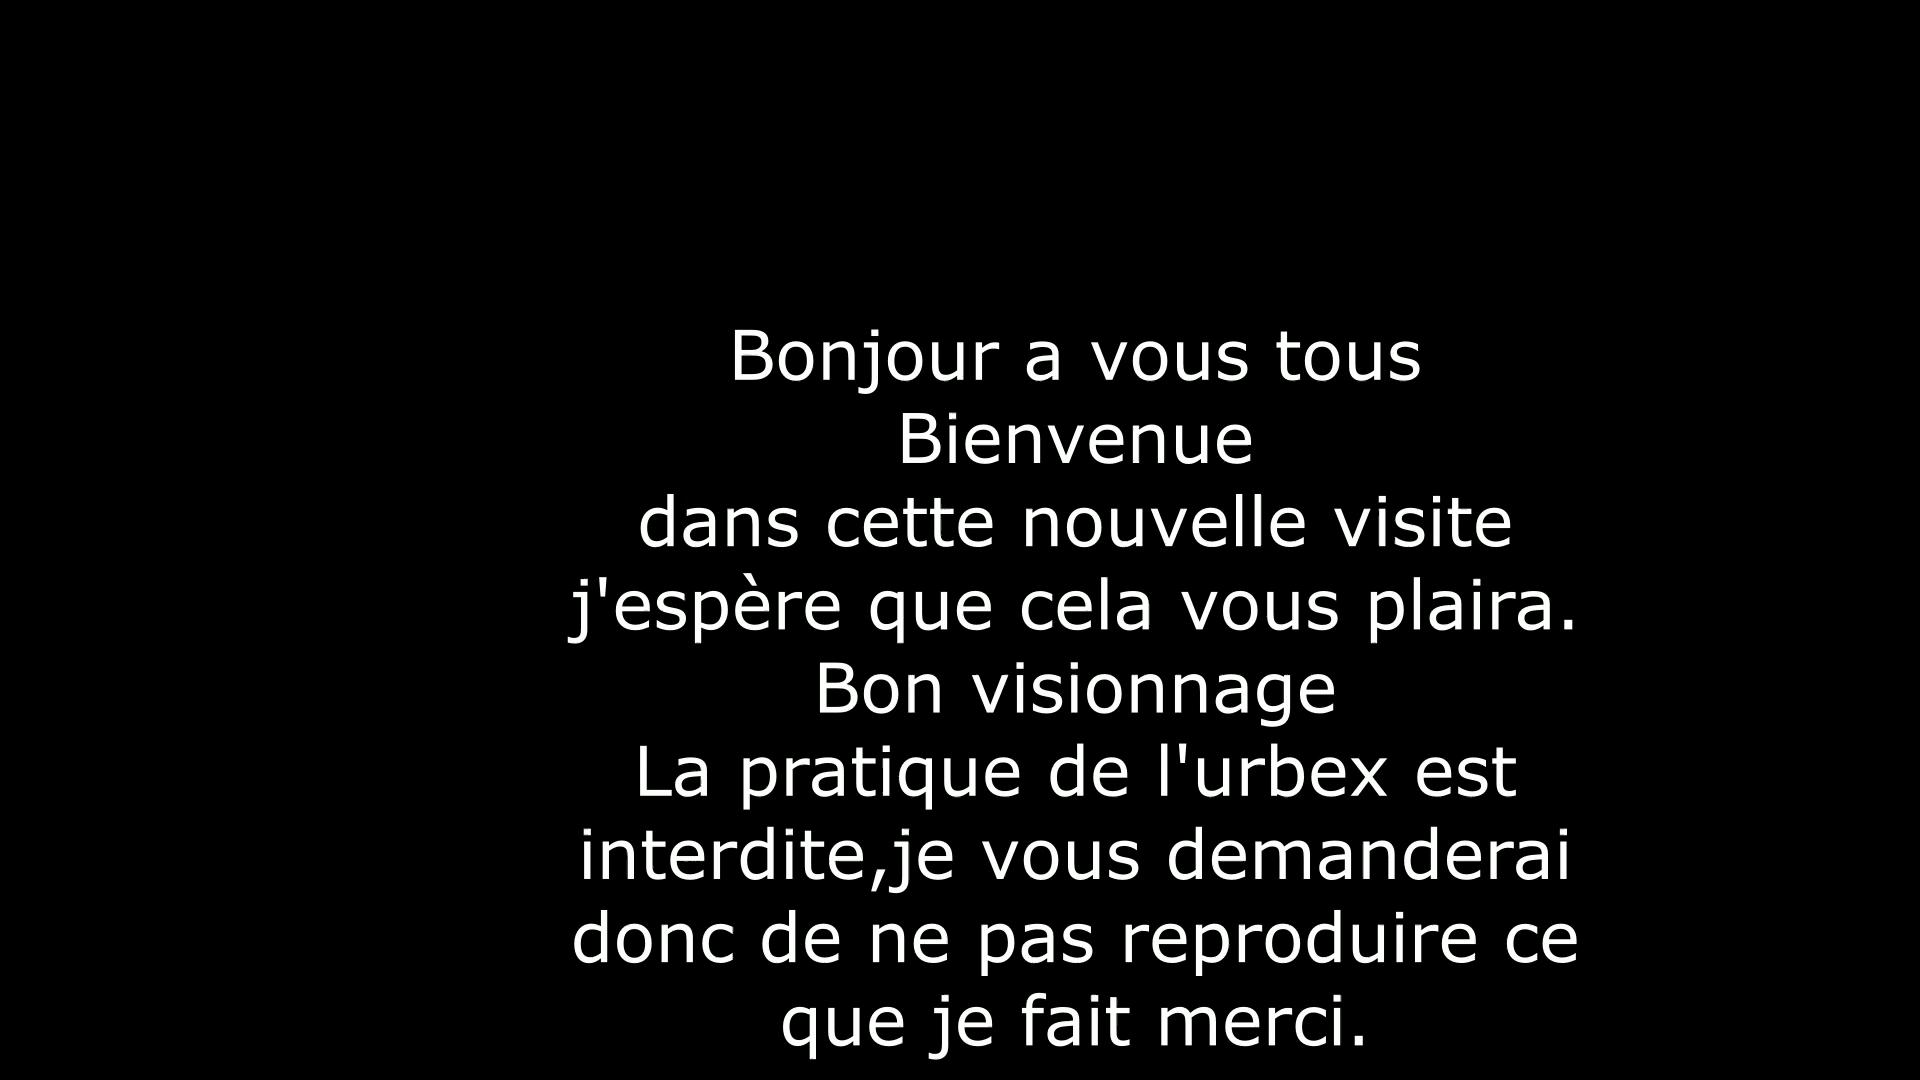 Bonjour a vous tous
Bienvenue
dans cette nouvelle visite
j'espère que cela vous plaira.
Bon visionnage
La pratique de l'urbex est
interdite,je vous demanderai
donc de ne pas reproduire ce
que je fait merci.